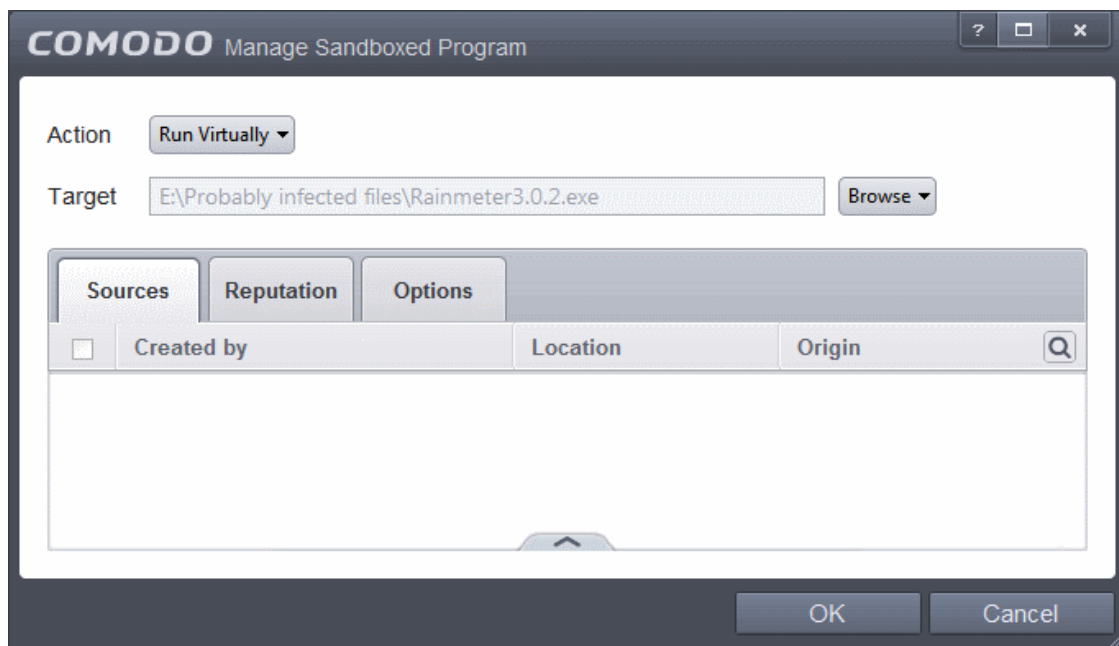 COMODO Manage Sandboxed Program ? x
Action Run Virtually
Target E:\Probably infected files\Rainmeter3.0.2.exe Browse
Sources Reputation Options
Created by Location Origin
OK Cancel